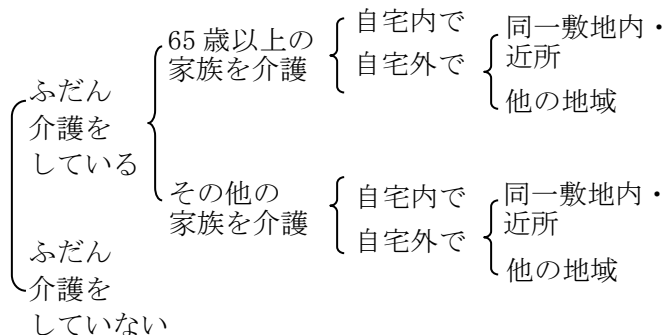 ふだん
介護を
している
65 歳以上の
家族を介護
自宅内で
自宅外で
同一敷地内・
近所
他の地域
その他の
家族を介護
自宅内で
自宅外で
同一敷地内・
近所
他の地域
ふだん
介護を
していない